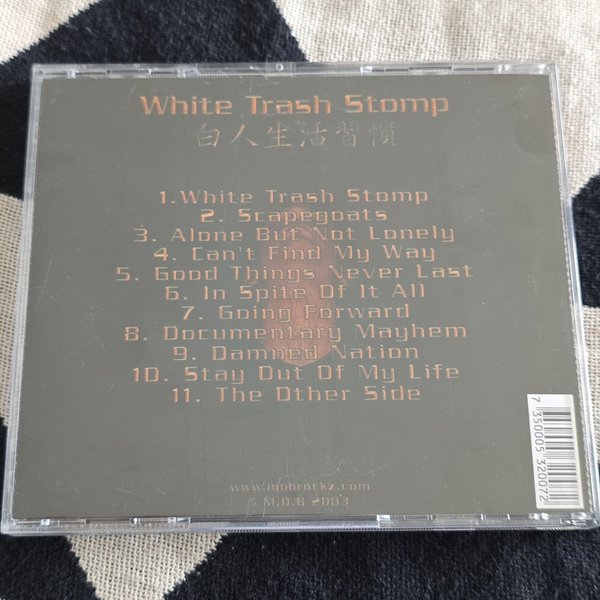 White Trash Stomp
白人生活習慣
1.White Trash Stomp
2. Scapegoats
3. Alone But Not Lonely
4. Can't Find My Way
5. Good Things Never Last
6. In Spite Of It All
7. Going Forward
8. Documentary Mayhem
9. Damned Nation
10. Stay Out Of My Life
11. The Other Side
www.mobrockz.com
M.O.B 2003
7 350005 320072